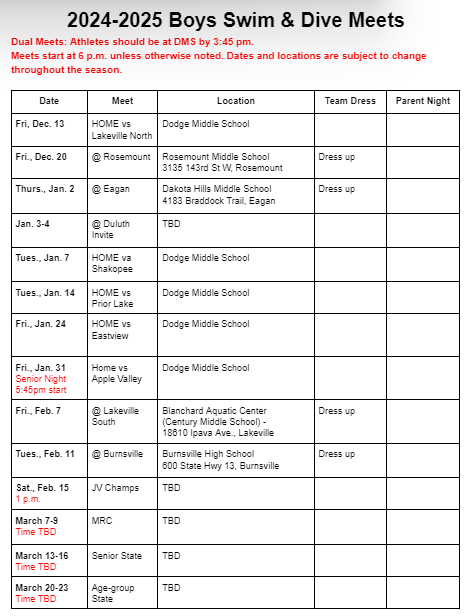 2024-2025 Boys Swim & Dive Meets
Dual Meets: Athletes should be at DMS by 3:45 pm.
Meets start at 6 p.m. unless otherwise noted. Dates and locations are subject to change
throughout the season.
Date Meet Location Team Dress Parent Night
Fri, Dec. 13 HOME vs Dodge Middle School
Lakeville North
Fri., Dec. 20 @ Rosemount Rosemount Middle School Dress up
3135 143rd St W, Rosemount
Thurs., Jan. 2 @ Eagan Dakota Hills Middle School Dress up
4183 Braddock Trail, Eagan
Jan. 3-4 @ Duluth TBD
Invite
Tues., Jan. 7 HOME va Dodge Middle School
Shakopee
Tues., Jan. 14 HOME vs Dodge Middle School
Prior Lake
Fri., Jan. 24 HOME vs Dodge Middle School
Eastview
Fri., Jan. 31 Home vs Dodge Middle School
Senior Night Apple Valley
5:45pm start
Fri., Feb. 7 @ Lakeville Blanchard Aquatic Center Dress up
South (Century Middle School) -
18610 Ipava Ave., Lakeville
Tues., Feb. 11 @ Burnsville Burnsville High School Dress up
600 State Hwy 13, Burnsville
Sat., Feb. 15 JV Champs TBD
1 p.m.
March 7-9 MRC TBD
Time TBD
March 13-16 Senior State TBD
Time TBD
March 20-23 Age-group TBD
Time TBD State